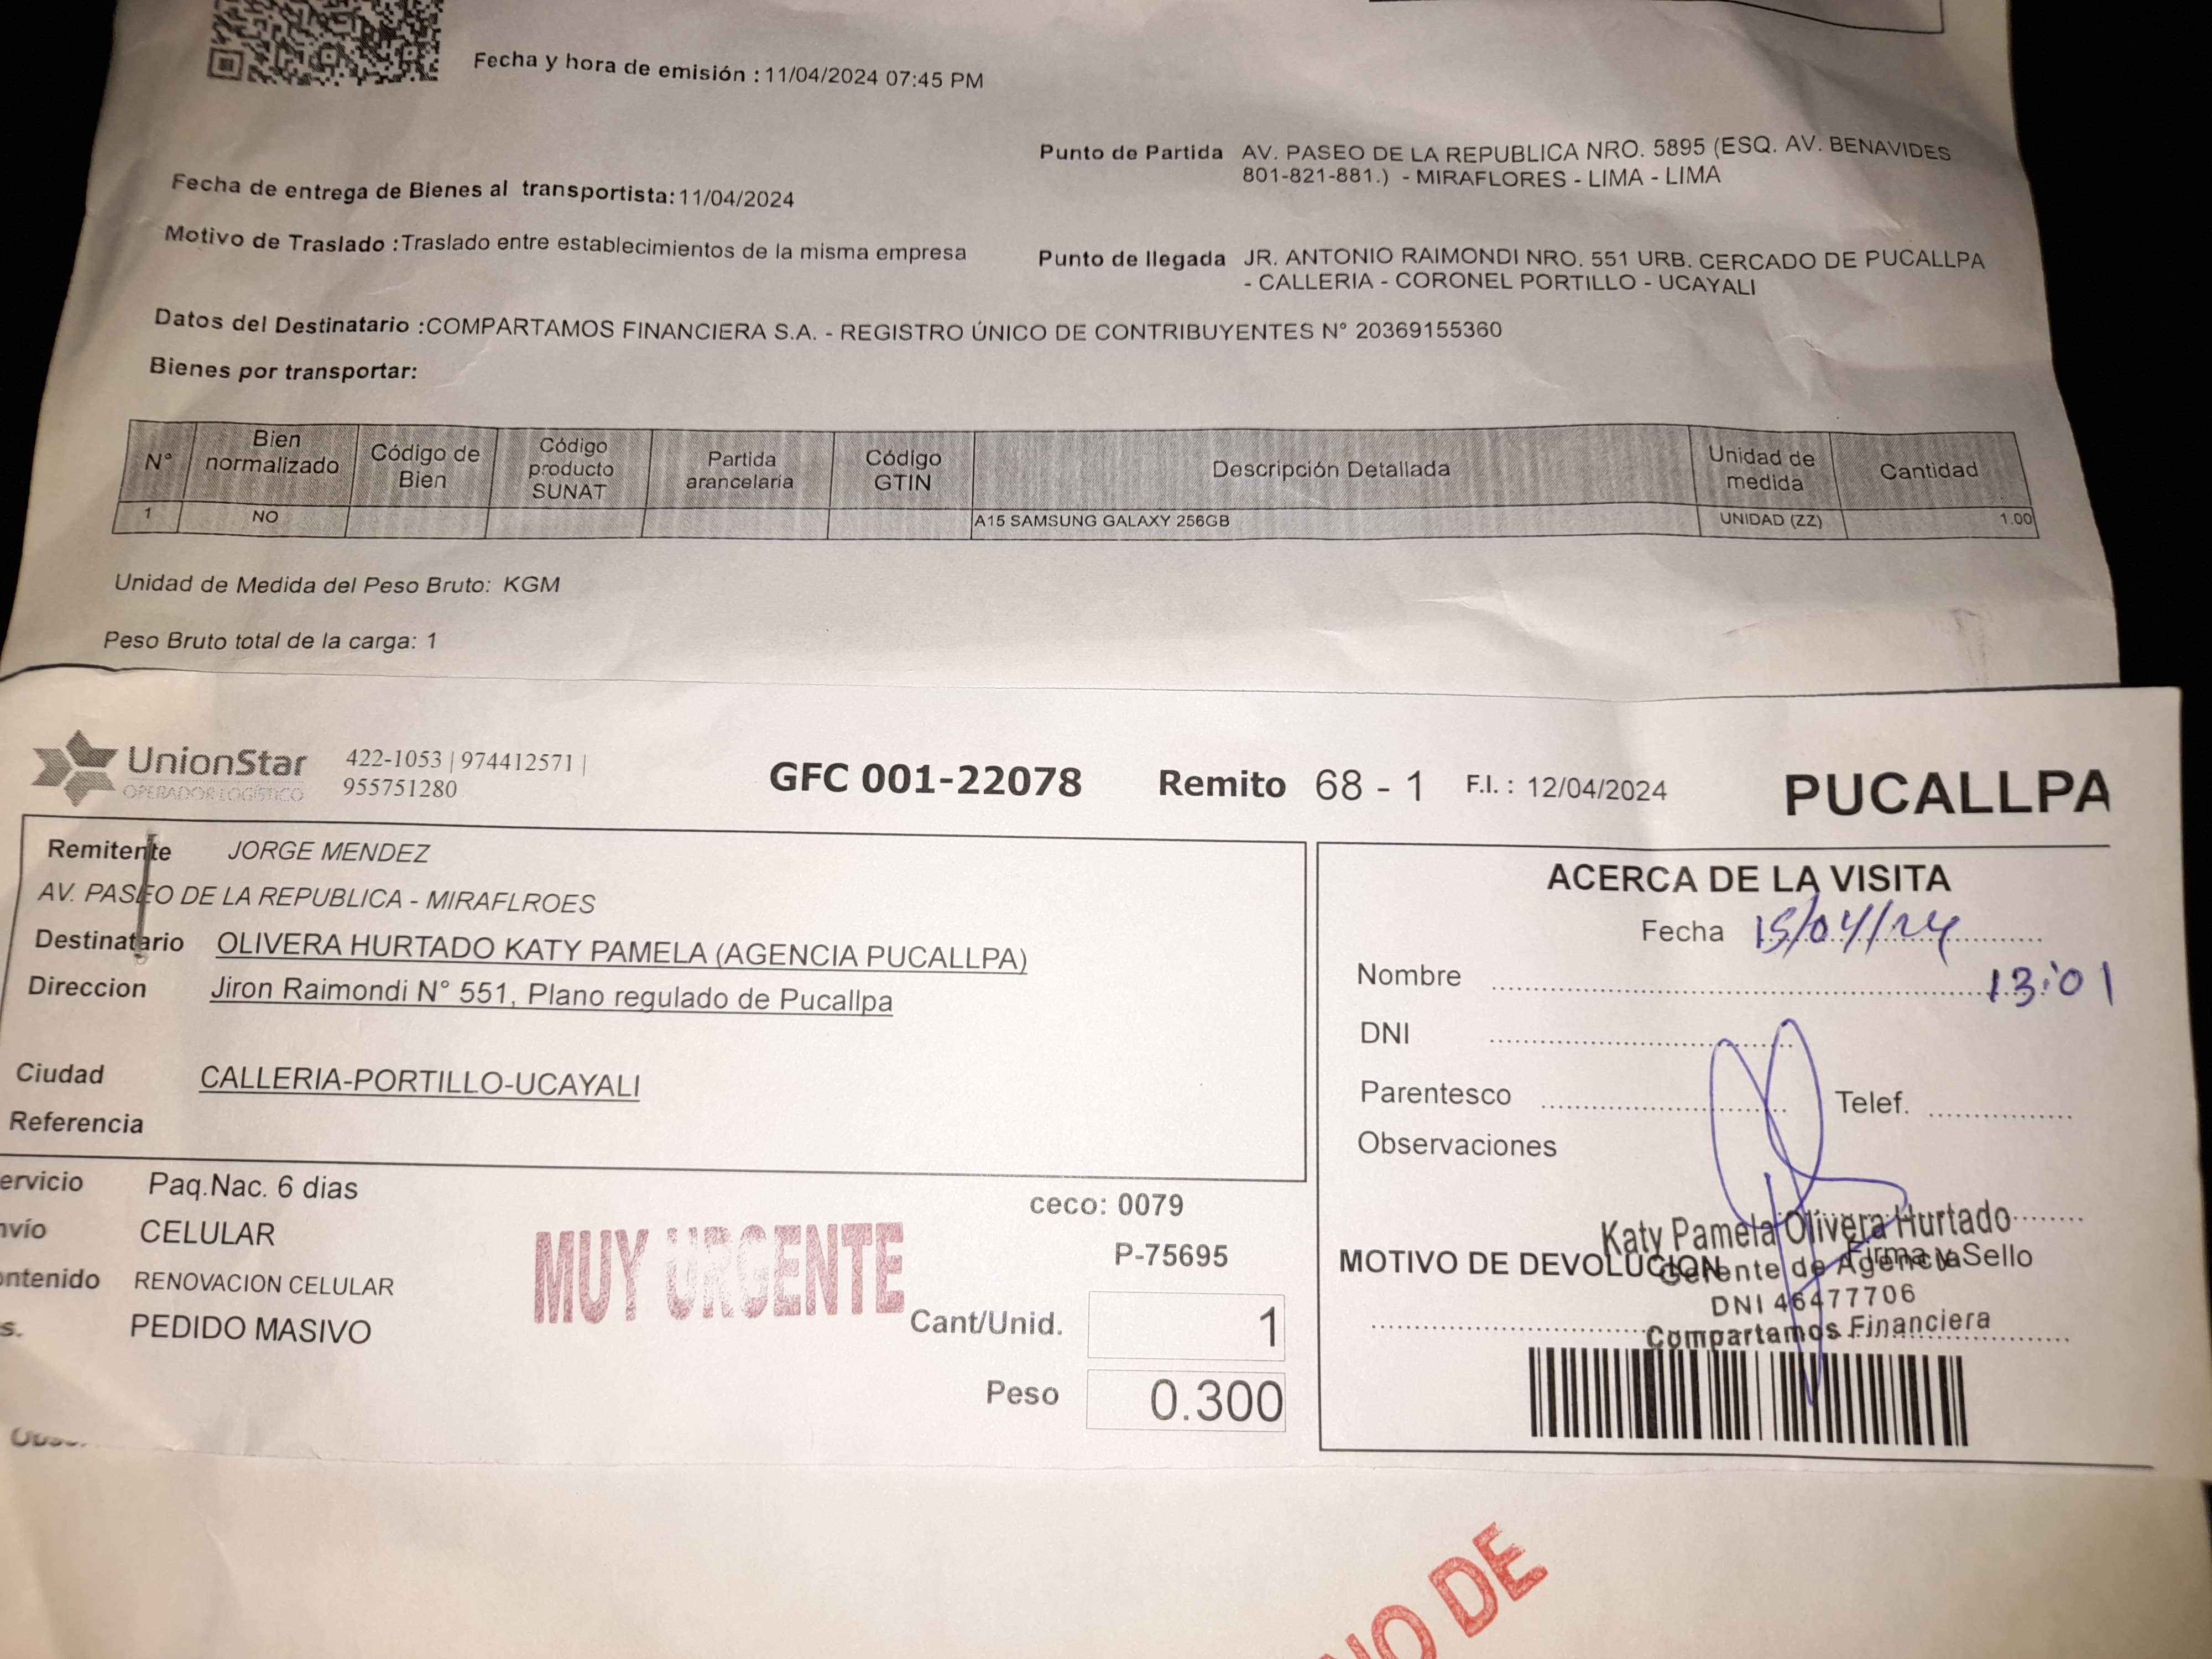 Fecha y hora de emisión : 11/04/2024 07:45 PM
Punto de Partida AV. PASEO DE LA REPUBLICA NRO. 5895 (ESQ. AV. BENAVIDES
801-821-881.) - MIRAFLORES - LIMA - LIMA
Fecha de entrega de Bienes al transportista: 11/04/2024
Motivo de Traslado : Traslado entre establecimientos de la misma empresa
Punto de llegada JR. ANTONIO RAIMONDI NRO. 551 URB. CERCADO DE PUCALLPA
- CALLERIA - CORONEL PORTILLO - UCAYALI
Datos del Destinatario : COMPARTAMOS FINANCIERA S.A. - REGISTRO ÚNICO DE CONTRIBUYENTES N° 20369155360
Bienes por transportar:
N° Bien normalizado Código de Bien Código producto SUNAT Partida arancelaria Código GTIN Descripción Detallada Unidad de medida Cantidad
1 NO A15 SAMSUNG GALAXY 256GB UNIDAD (ZZ) 1.00
Unidad de Medida del Peso Bruto: KGM
Peso Bruto total de la carga: 1
UnionStar
OPERADOR LOGÍSTICO
422-1053 | 974412571 |
955751280
GFC 001-22078 Remito 68 - 1 F.I. : 12/04/2024 PUCALLPA
Remitente JORGE MENDEZ
AV. PASEO DE LA REPUBLICA - MIRAFLROES
Destinatario OLIVERA HURTADO KATY PAMELA (AGENCIA PUCALLPA)
Direccion Jiron Raimondi N° 551, Plano regulado de Pucallpa
Ciudad CALLERIA-PORTILLO-UCAYALI
Referencia
ervicio Paq.Nac. 6 dias
nvío CELULAR
ontenido RENOVACION CELULAR
s. PEDIDO MASIVO
MUY URGENTE
ceco: 0079
P-75695
Cant/Unid. 1
Peso 0.300
ACERCA DE LA VISITA
Fecha 15/04/24
Nombre 13:01
DNI
Parentesco Telef.
Observaciones
Katy Pamela Olivera Hurtado
MOTIVO DE DEVOLUCION Firma y Sello
Gerente de Agencia
DNI 46477706
Compartamos Financiera
NO DE